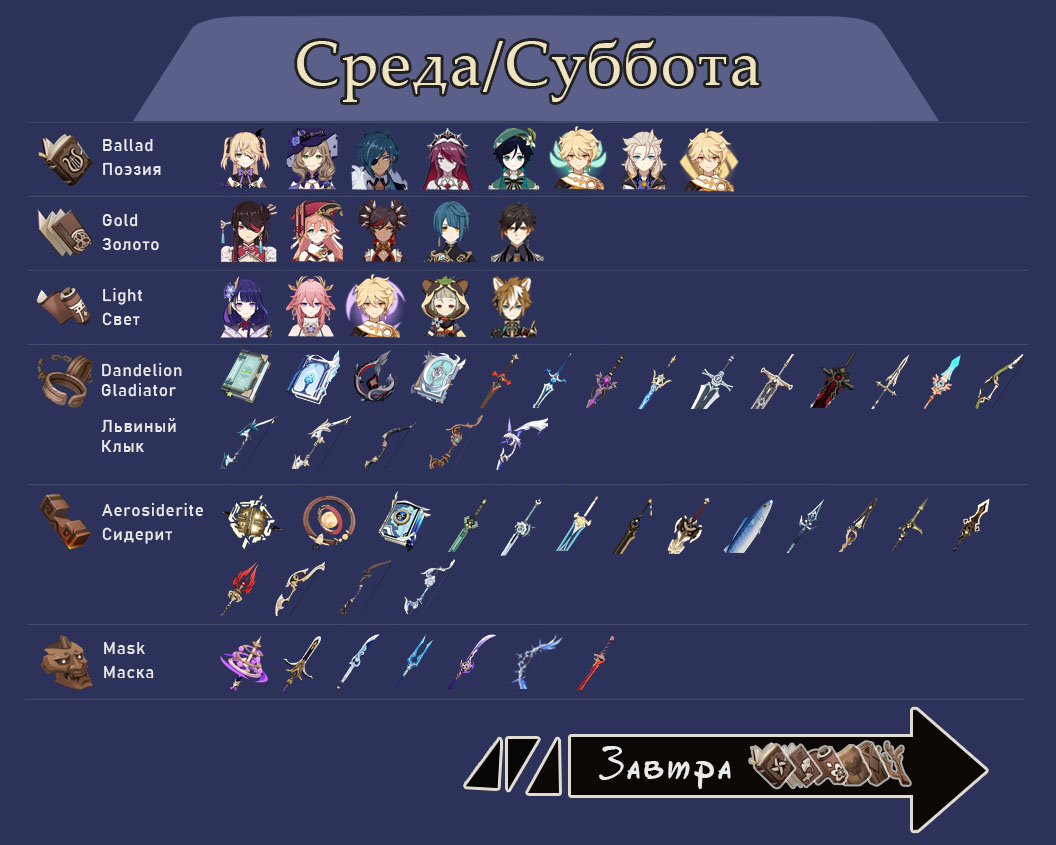 Среда/Суббота
Ballad
Поэзия
Gold
Золото
Light
Свет
Dandelion
Gladiator
Львиный
Клык
Aerosiderite
Сидерит
Mask
Маска
Завтра